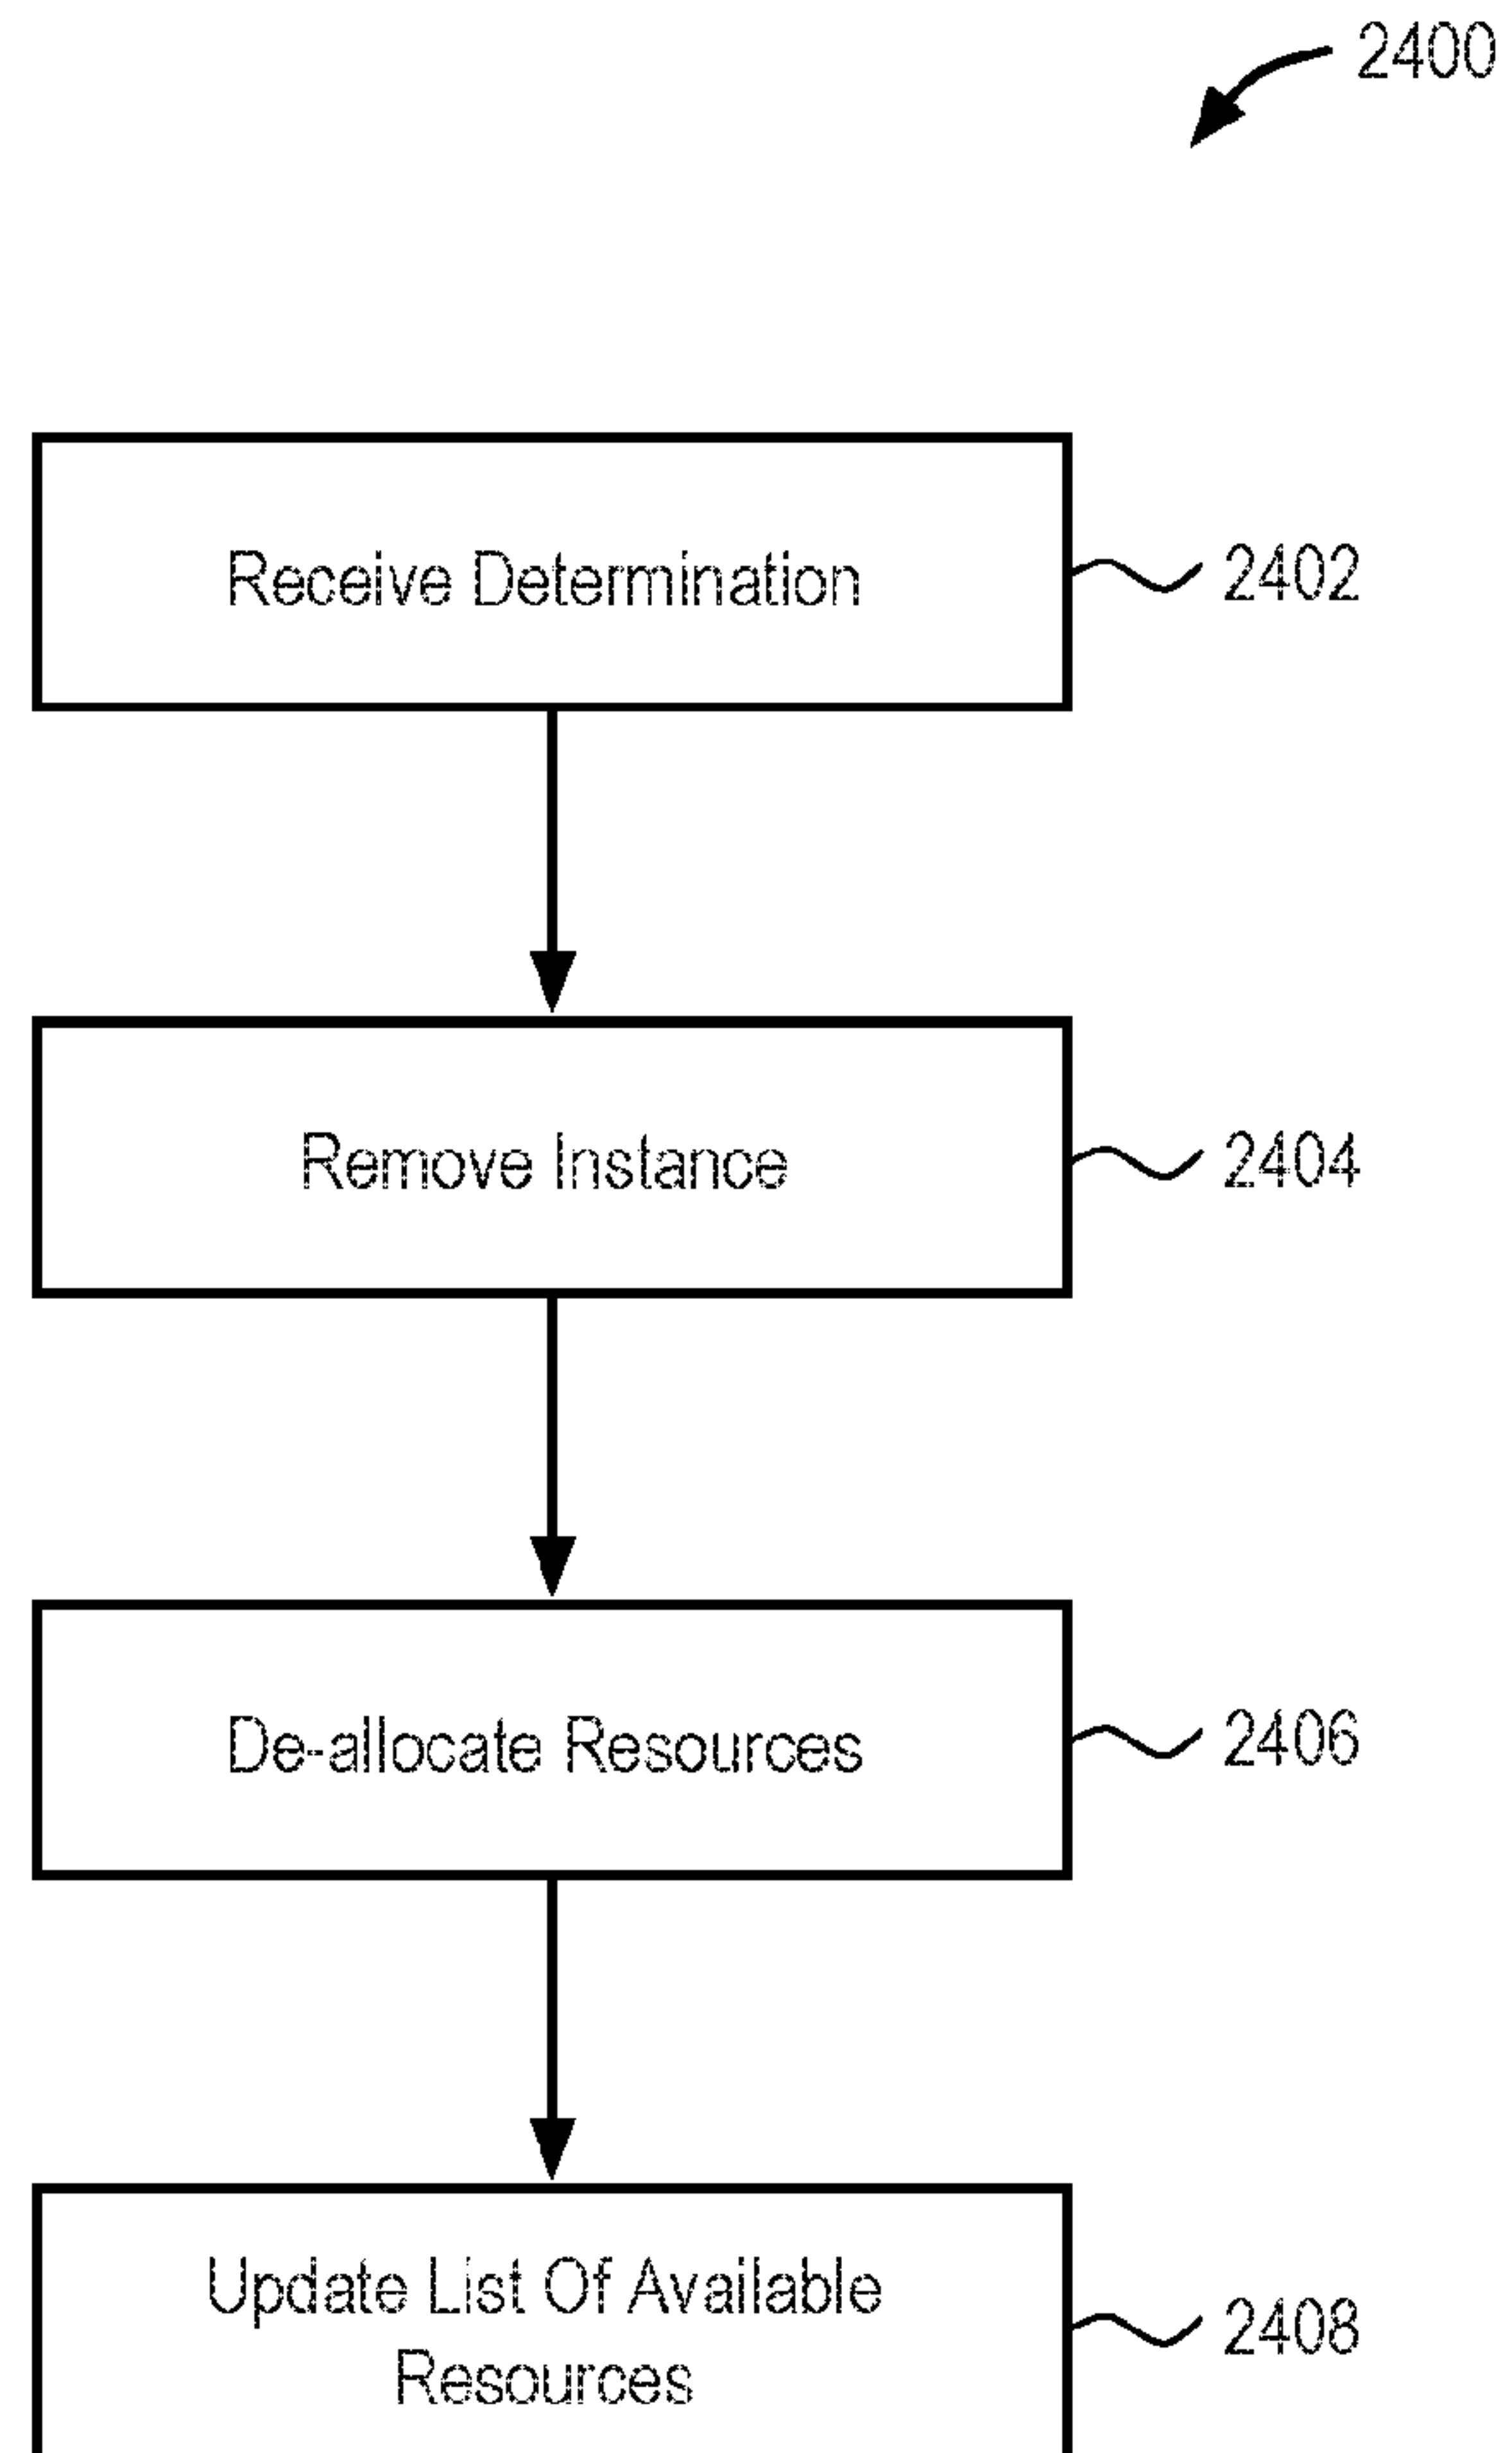 2400
Receive Determination
2402
Remove Instance
2404
De-allocate Resources
2406
Update List Of Available
Resources
2408